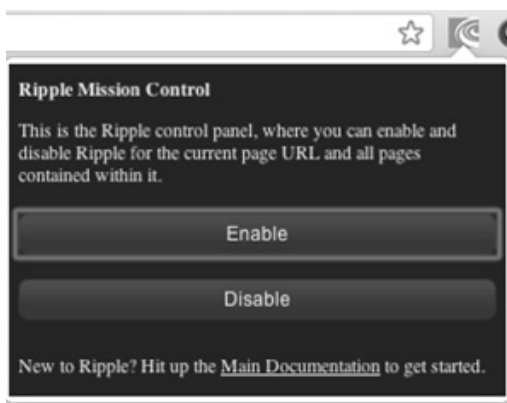 Ripple Mission Control
This is the Ripple control panel, where you can enable and
disable Ripple for the current page URL and all pages
contained within it.
Enable
Disable
New to Ripple? Hit up the Main Documentation to get started.